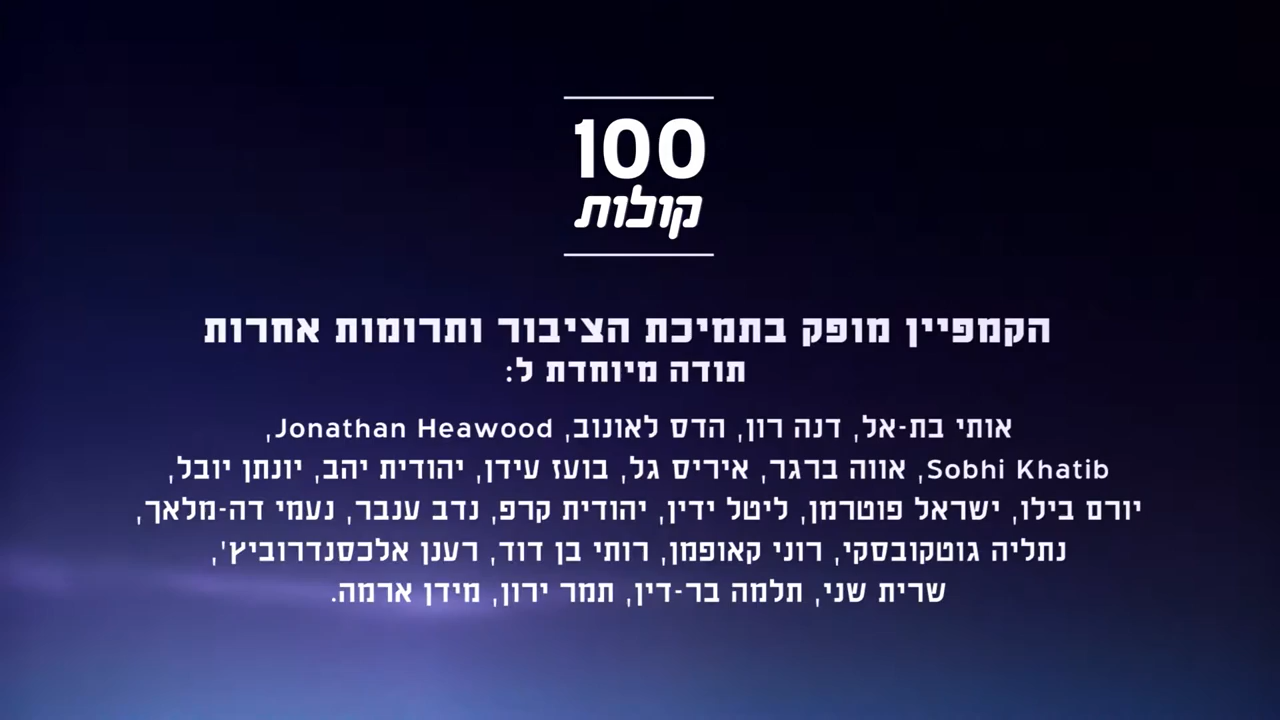 100
קולות
הקמפיין מופק בתמיכת הציבור ותרומות אחרות
תודה מיוחדת ל:
אותי בת-אל, דנה רון, הדס לאונוב, Jonathan Heawood,
Sobhi Khatib, אווה ברגר, איריס גל, בועז עידן, יהודית יהב, יונתן יובל,
יורם בילו, ישראל פוטרמן, ליטל ידין, יהודית קרפ, נדב ענבר, נעמי דה-מלאך,
נתליה גוטקובסקי, רוני קאופמן, רותי בן דוד, רענן אלכסנדרוביץ',
שרית שני, תלמה בר-דין, תמר ירון, מידן ארמה.